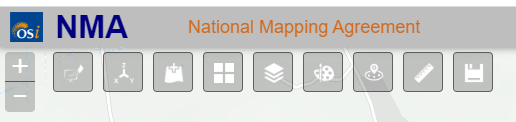 OSi NMA National Mapping Agreement
+
−
X Y